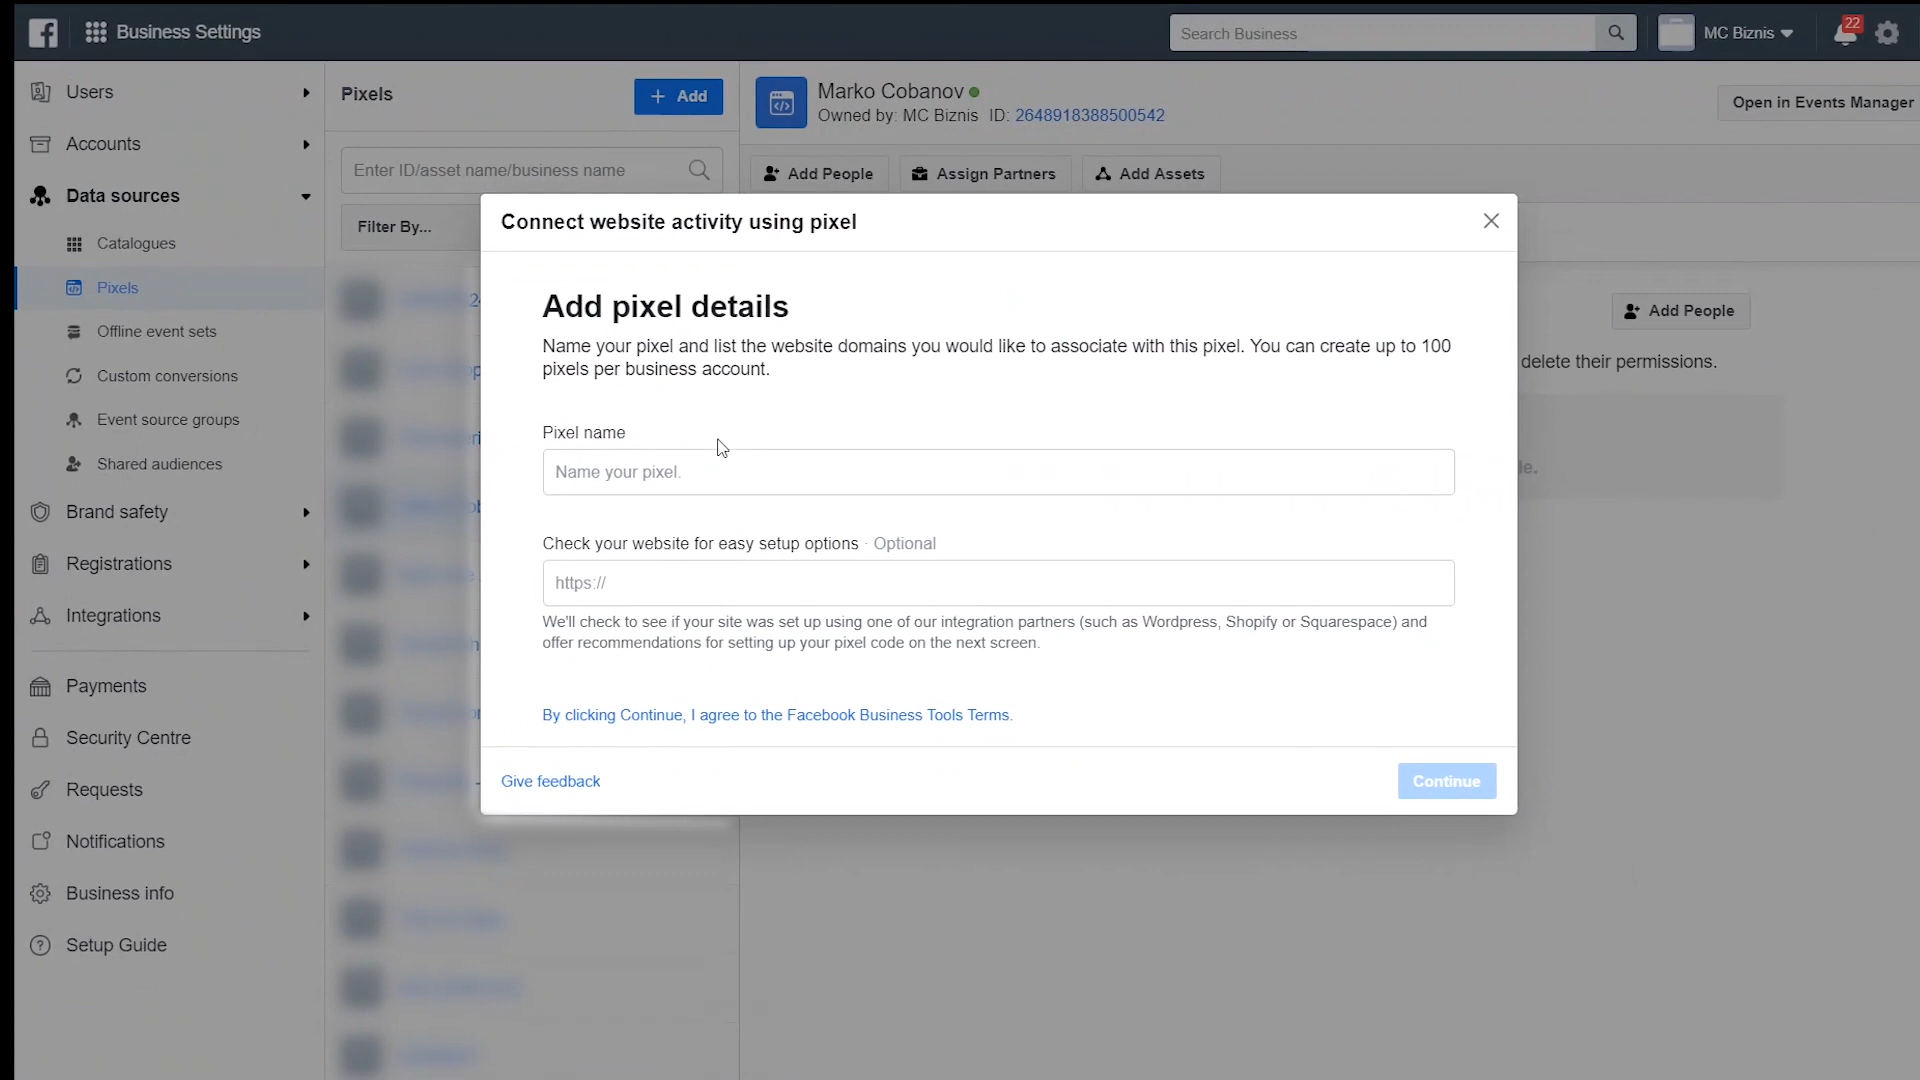 Business Settings
Search Business
MC Biznis
22
Users
Accounts
Data sources
Catalogues
Pixels
Offline event sets
Custom conversions
Event source groups
Shared audiences
Brand safety
Registrations
Integrations
Payments
Security Centre
Requests
Notifications
Business info
Setup Guide
Pixels
+ Add
Enter ID/asset name/business name
Filter By...
Marko Cobanov
Owned by: MC Biznis ID: 2648918388500542
Open in Events Manager
Add People
Assign Partners
Add Assets
Add People
delete their permissions.
Connect website activity using pixel
Add pixel details
Name your pixel and list the website domains you would like to associate with this pixel. You can create up to 100
pixels per business account.
Pixel name
Name your pixel.
Check your website for easy setup options · Optional
https://
We'll check to see if your site was set up using one of our integration partners (such as Wordpress, Shopify or Squarespace) and
offer recommendations for setting up your pixel code on the next screen.
By clicking Continue, I agree to the Facebook Business Tools Terms.
Give feedback
Continue